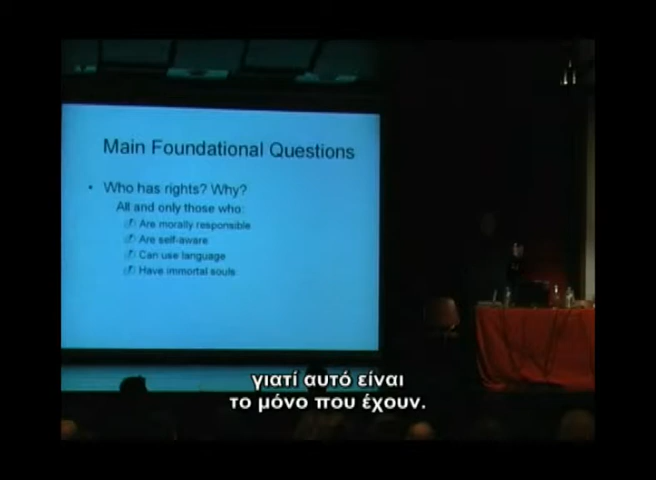 Main Foundational Questions
• Who has rights? Why?
All and only those who:
Are morally responsible
Are self-aware
Can use language
Have immortal souls
γιατί αυτό είναι
το μόνο που έχουν.